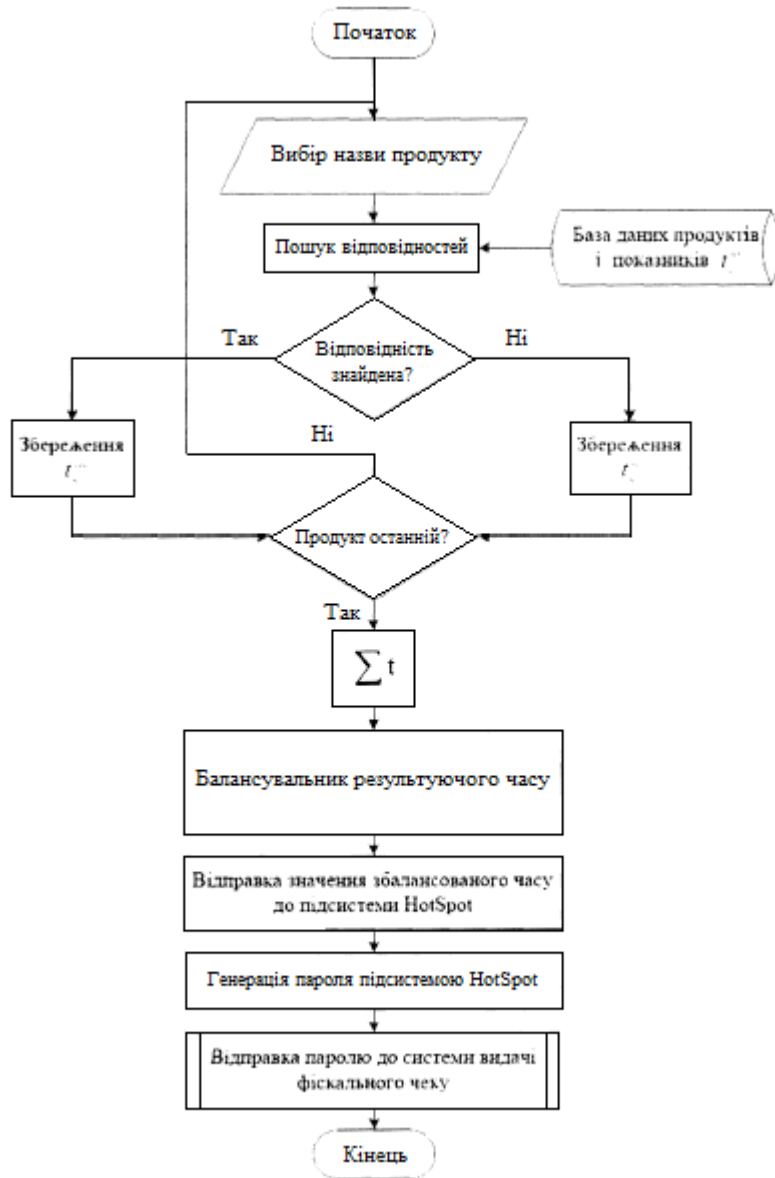 Початок
Вибір назви продукту
Пошук відповідностей
База даних продуктів
і показників t
Так
Відповідність
знайдена?
Ні
Збереження
t
Ні
Збереження
t
Продукт останній?
Так
∑ t
Балансувальник результуючого часу
Відправка значення збалансованого часу
до підсистеми HotSpot
Генерація пароля підсистемою HotSpot
Відправка паролю до системи видачі
фіскального чеку
Кінець